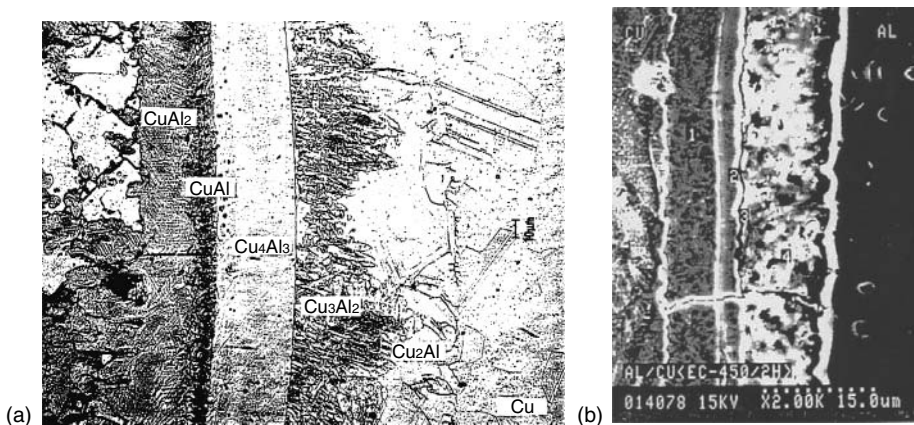 CuAl2
CuAl
Cu4Al3
Cu3Al2
Cu2Al
Cu
10µm
(a)
CU
AL
1
2
3
4
AL/CU<EC-450/2H>
014078 15KV X2.00K 15.0um
(b)